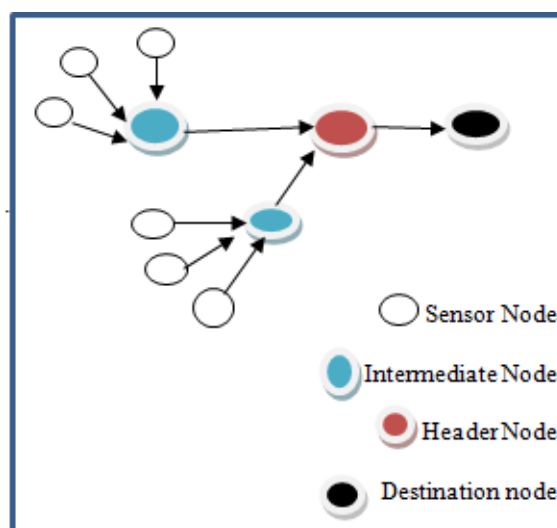 Sensor Node
Intermediate Node
Header Node
Destination node